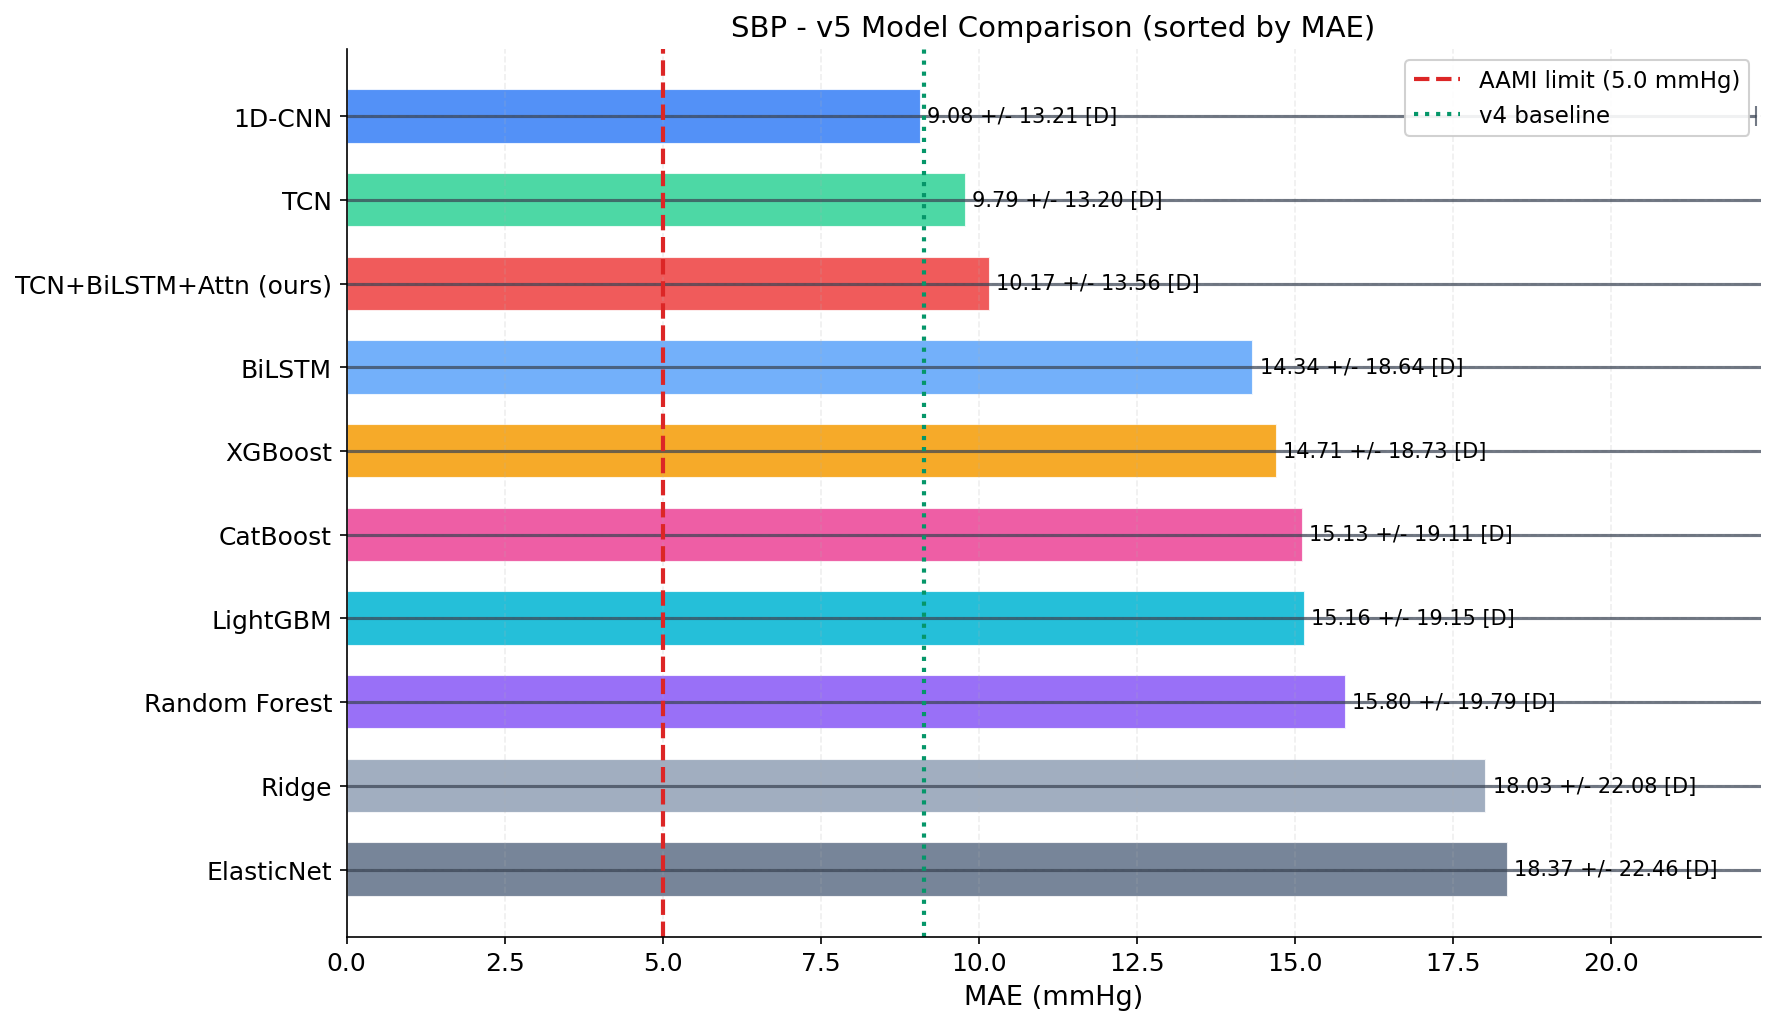 SBP - v5 Model Comparison (sorted by MAE)
AAMI limit (5.0 mmHg)
v4 baseline
1D-CNN
9.08 +/- 13.21 [D]
TCN
9.79 +/- 13.20 [D]
TCN+BiLSTM+Attn (ours)
10.17 +/- 13.56 [D]
BiLSTM
14.34 +/- 18.64 [D]
XGBoost
14.71 +/- 18.73 [D]
CatBoost
15.13 +/- 19.11 [D]
LightGBM
15.16 +/- 19.15 [D]
Random Forest
15.80 +/- 19.79 [D]
Ridge
18.03 +/- 22.08 [D]
ElasticNet
18.37 +/- 22.46 [D]
0.0 2.5 5.0 7.5 10.0 12.5 15.0 17.5 20.0
MAE (mmHg)